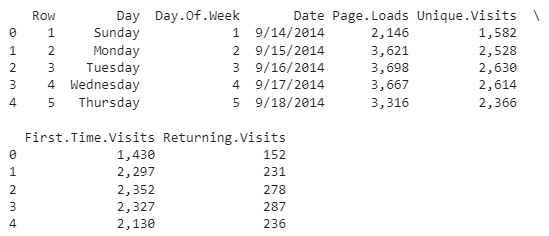 Row Day Day.Of.Week Date Page.Loads Unique.Visits \
0 1 Sunday 1 9/14/2014 2,146 1,582
1 2 Monday 2 9/15/2014 3,621 2,528
2 3 Tuesday 3 9/16/2014 3,698 2,630
3 4 Wednesday 4 9/17/2014 3,667 2,614
4 5 Thursday 5 9/18/2014 3,316 2,366
First.Time.Visits Returning.Visits
0 1,430 152
1 2,297 231
2 2,352 278
3 2,327 287
4 2,130 236